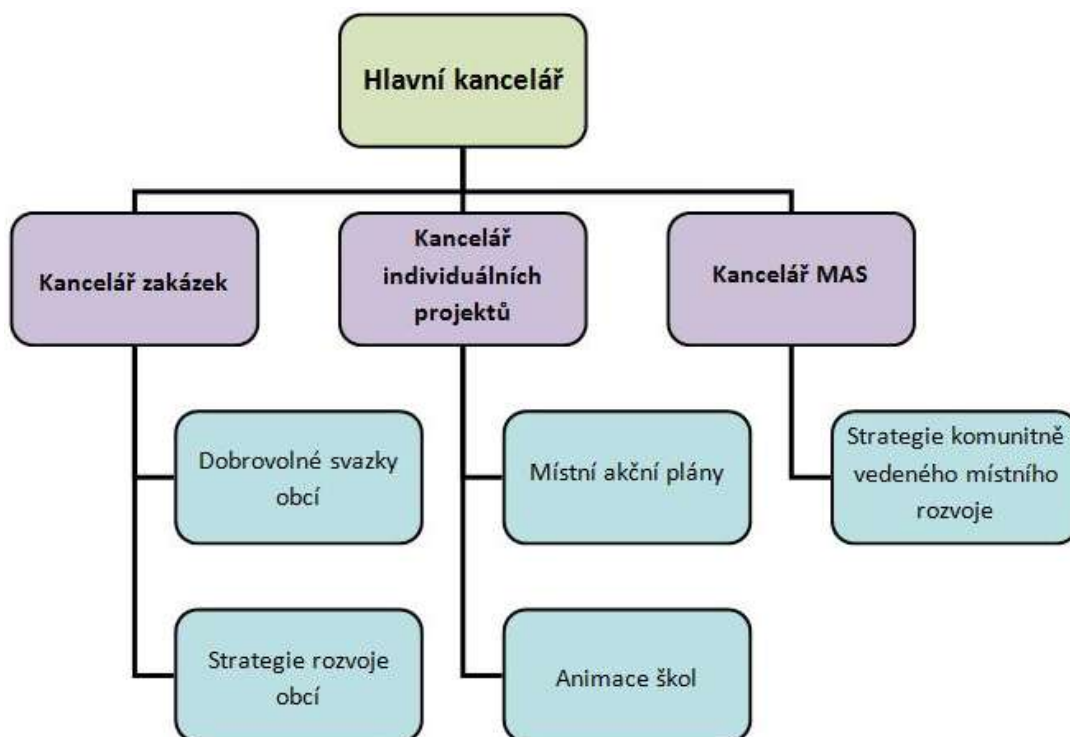 Hlavní kancelář
Kancelář zakázek
Kancelář
individuálních
projektů
Kancelář MAS
Dobrovolné svazky
obcí
Místní akční plány
Strategie komunitně
vedeného místního
rozvoje
Strategie rozvoje
obcí
Animace škol